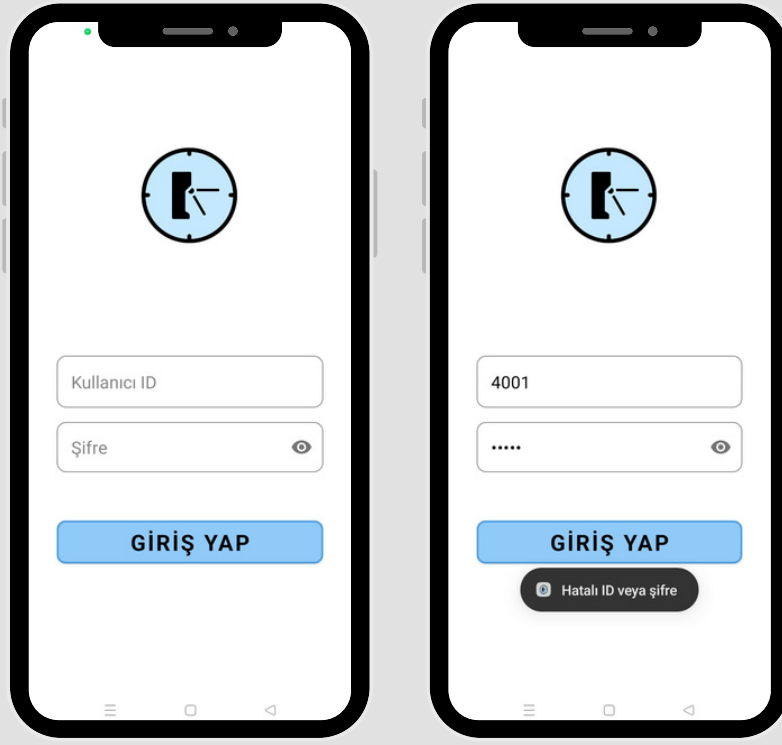 Kullanıcı ID
Şifre
GİRİŞ YAP
4001
•••••
GİRİŞ YAP
Hatalı ID veya şifre